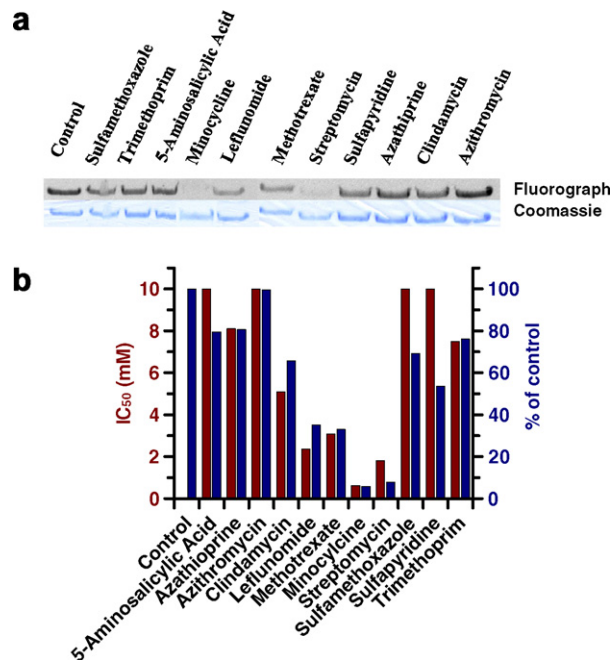 a
Control
Sulfamethoxazole
Trimethoprim
5-Aminosalicylic Acid
Minocycline
Leflunomide
Methotrexate
Streptomycin
Sulfapyridine
Azathiprine
Clindamycin
Azithromycin
Fluorograph
Coomassie
b
10
8
6
4
2
0
IC50 (mM)
100
80
60
40
20
0
% of control
Control
5-Aminosalicylic Acid
Azathioprine
Azithromycin
Clindamycin
Leflunomide
Methotrexate
Minocylcine
Streptomycin
Sulfamethoxazole
Sulfapyridine
Trimethoprim